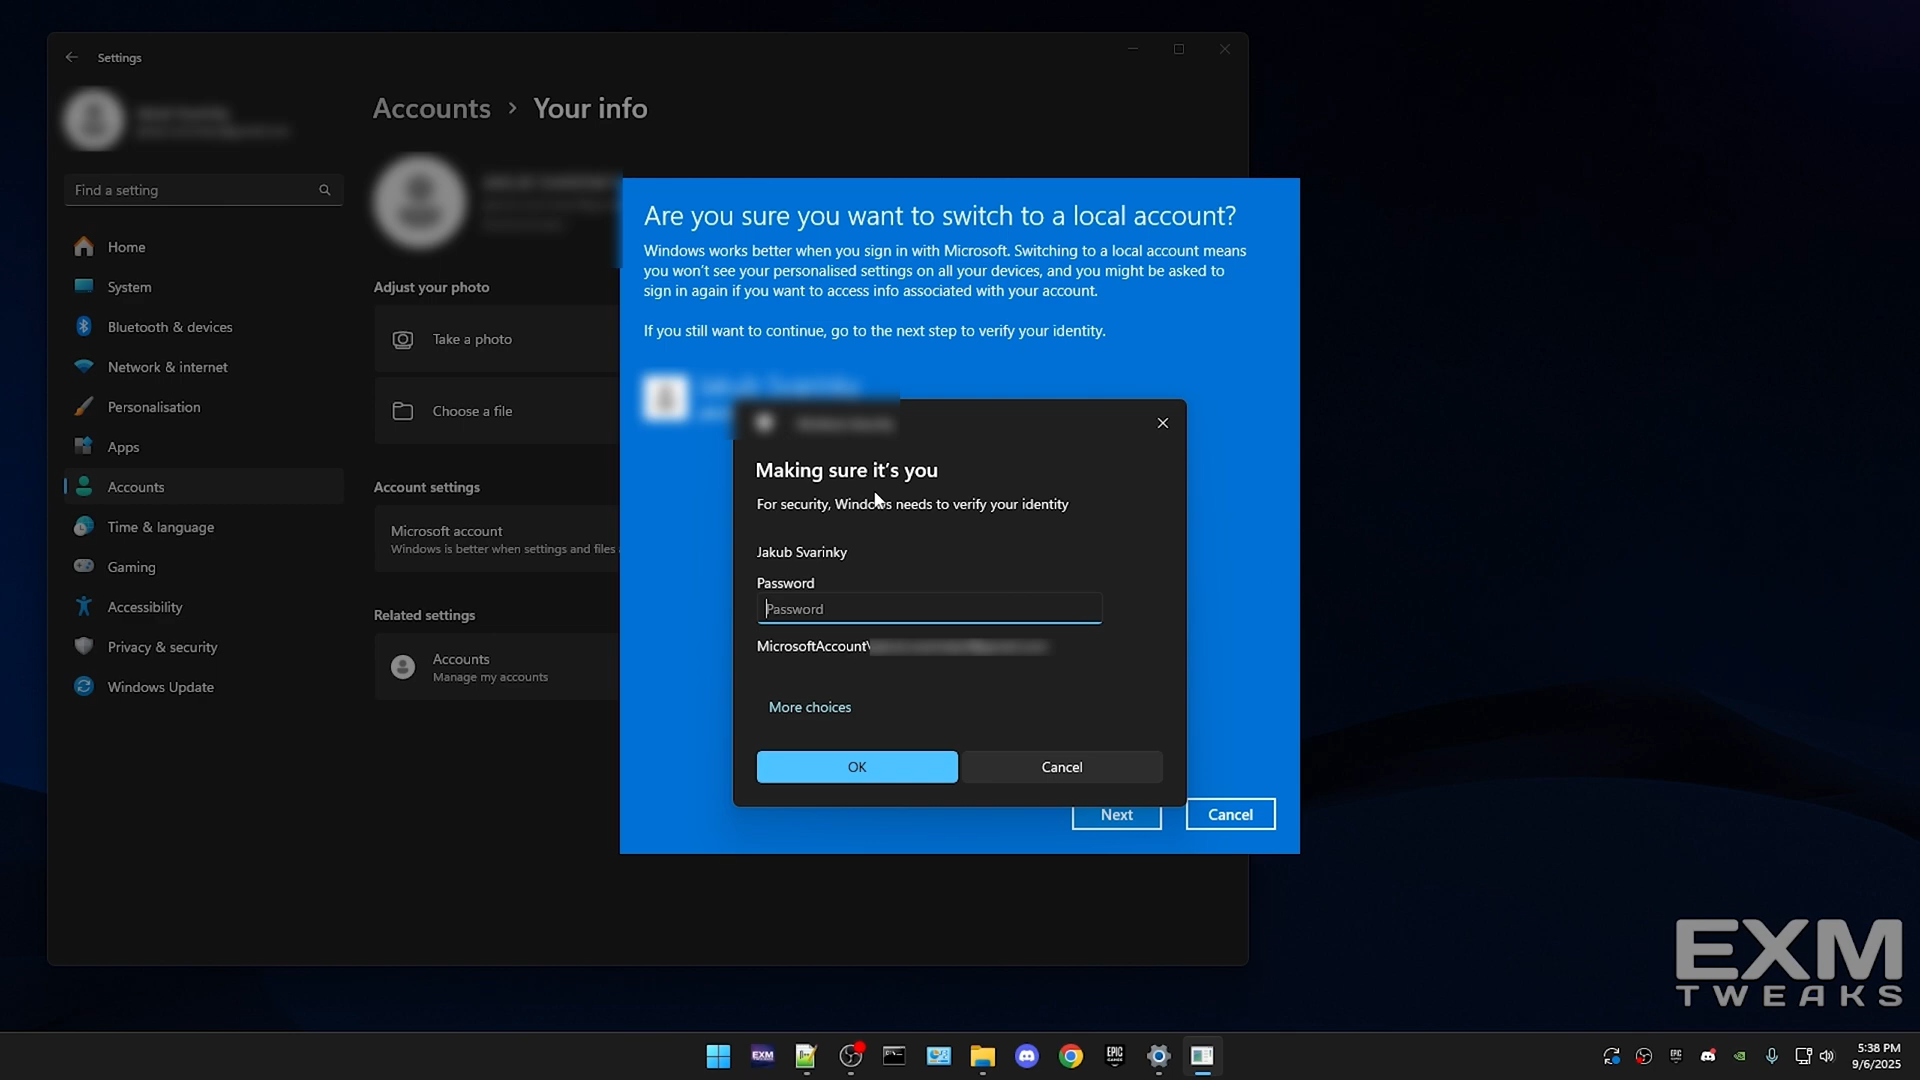 Settings
Accounts > Your info
Find a setting
Home
System
Bluetooth & devices
Network & internet
Personalisation
Apps
Accounts
Time & language
Gaming
Accessibility
Privacy & security
Windows Update
Adjust your photo
Take a photo
Choose a file
Account settings
Microsoft account
Windows is better when settings and files
Related settings
Accounts
Manage my accounts
Are you sure you want to switch to a local account?
Windows works better when you sign in with Microsoft. Switching to a local account means
you won't see your personalised settings on all your devices, and you might be asked to
sign in again if you want to access info associated with your account.
If you still want to continue, go to the next step to verify your identity.
Making sure it's you
For security, Windows needs to verify your identity
Jakub Svarinky
Password
Password
MicrosoftAccount\
More choices
OK
Cancel
Next
Cancel
EXM
TWEAKS
EXM
EPIC
GAMES
EPIC
5:38 PM
9/6/2025